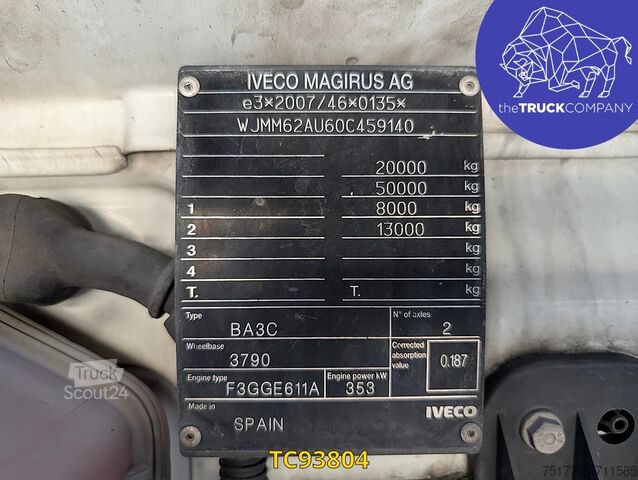 IVECO MAGIRUS AG
e3*2007/46*0135*
WJMM62AU60C459140
20000 kg
50000 kg
1 8000 kg
2 13000 kg
3 kg
4 kg
T. T. kg
Type BA3C N° of axles 2
Wheelbase 3790 Corrected absorption value 0.187
Engine type F3GGE611A Engine power kW 353
Made in SPAIN IVECO
theTRUCKCOMPANY
Truck Scout24
TC93804